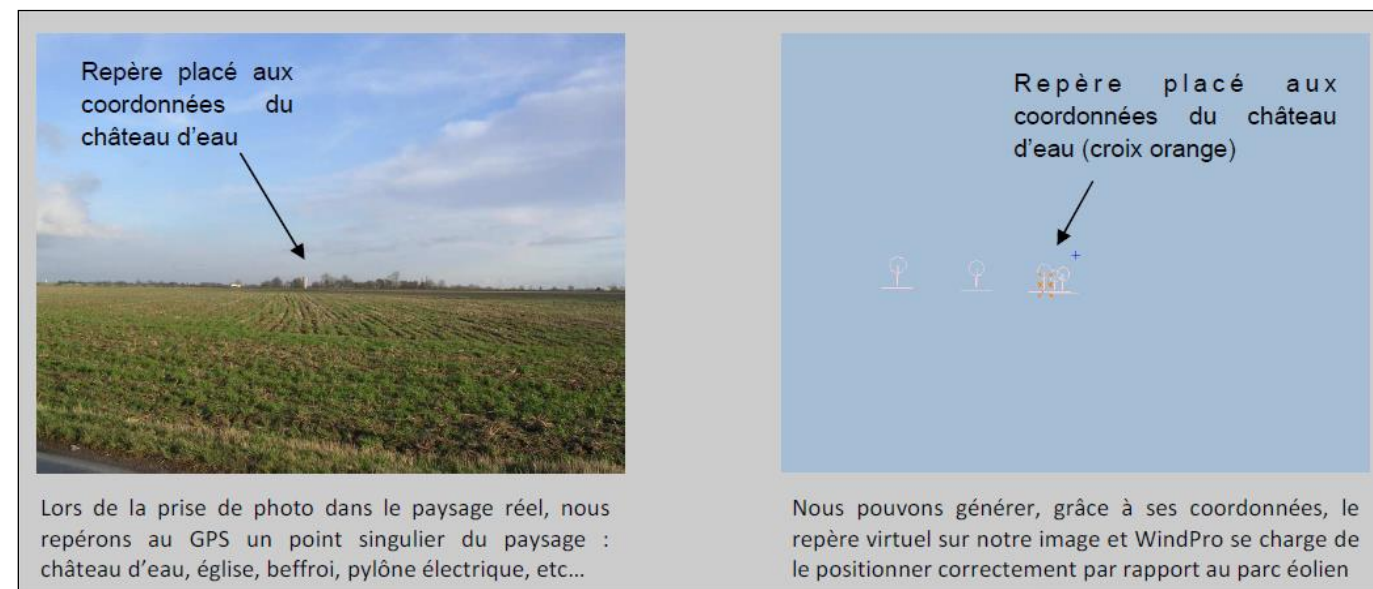 Repère placé aux
coordonnées du
château d'eau
Repère placé aux
coordonnées du château
d'eau (croix orange)
Lors de la prise de photo dans le paysage réel, nous
repérons au GPS un point singulier du paysage :
château d'eau, église, beffroi, pylône électrique, etc…
Nous pouvons générer, grâce à ses coordonnées, le
repère virtuel sur notre image et WindPro se charge de
le positionner correctement par rapport au parc éolien